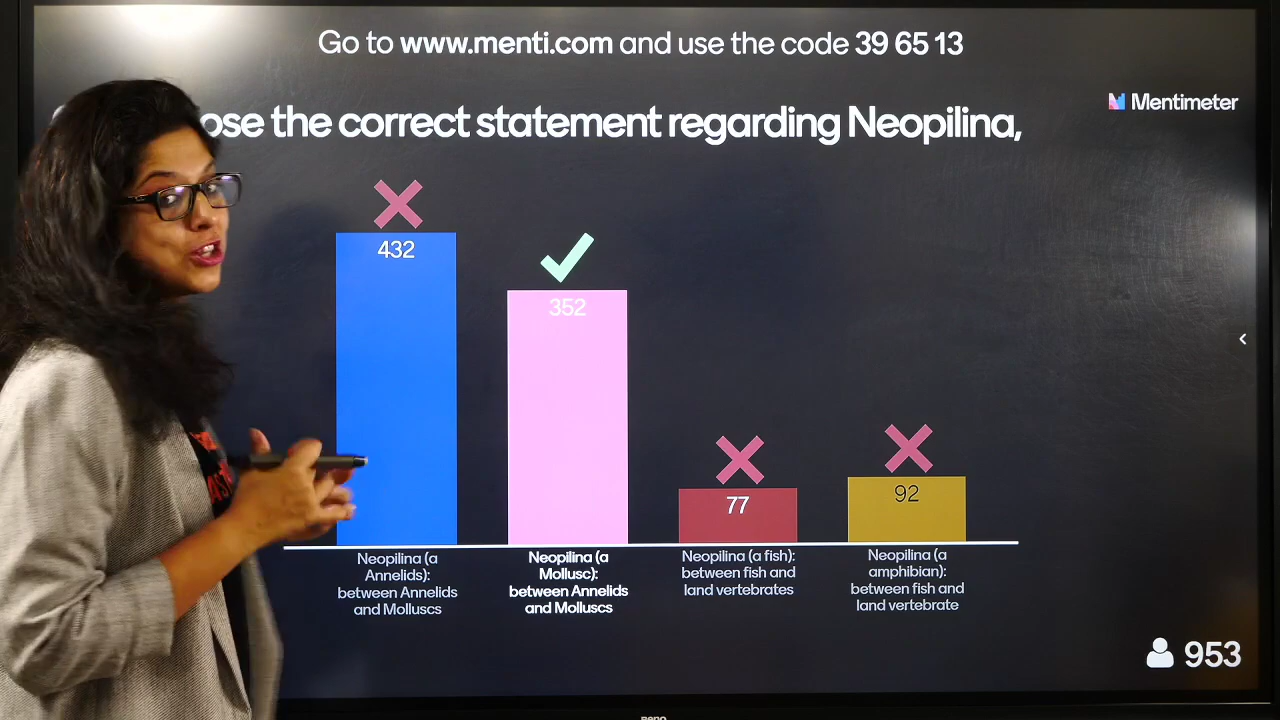 Go to www.menti.com and use the code 39 65 13
Mentimeter
ose the correct statement regarding Neopilina,
432
352
77
92
Neopilina (a
Annelids):
between Annelids
and Molluscs
Neopilina (a
Mollusc):
between Annelids
and Molluscs
Neopilina (a fish):
between fish and
land vertebrates
Neopilina (a
amphibian):
between fish and
land vertebrate
953